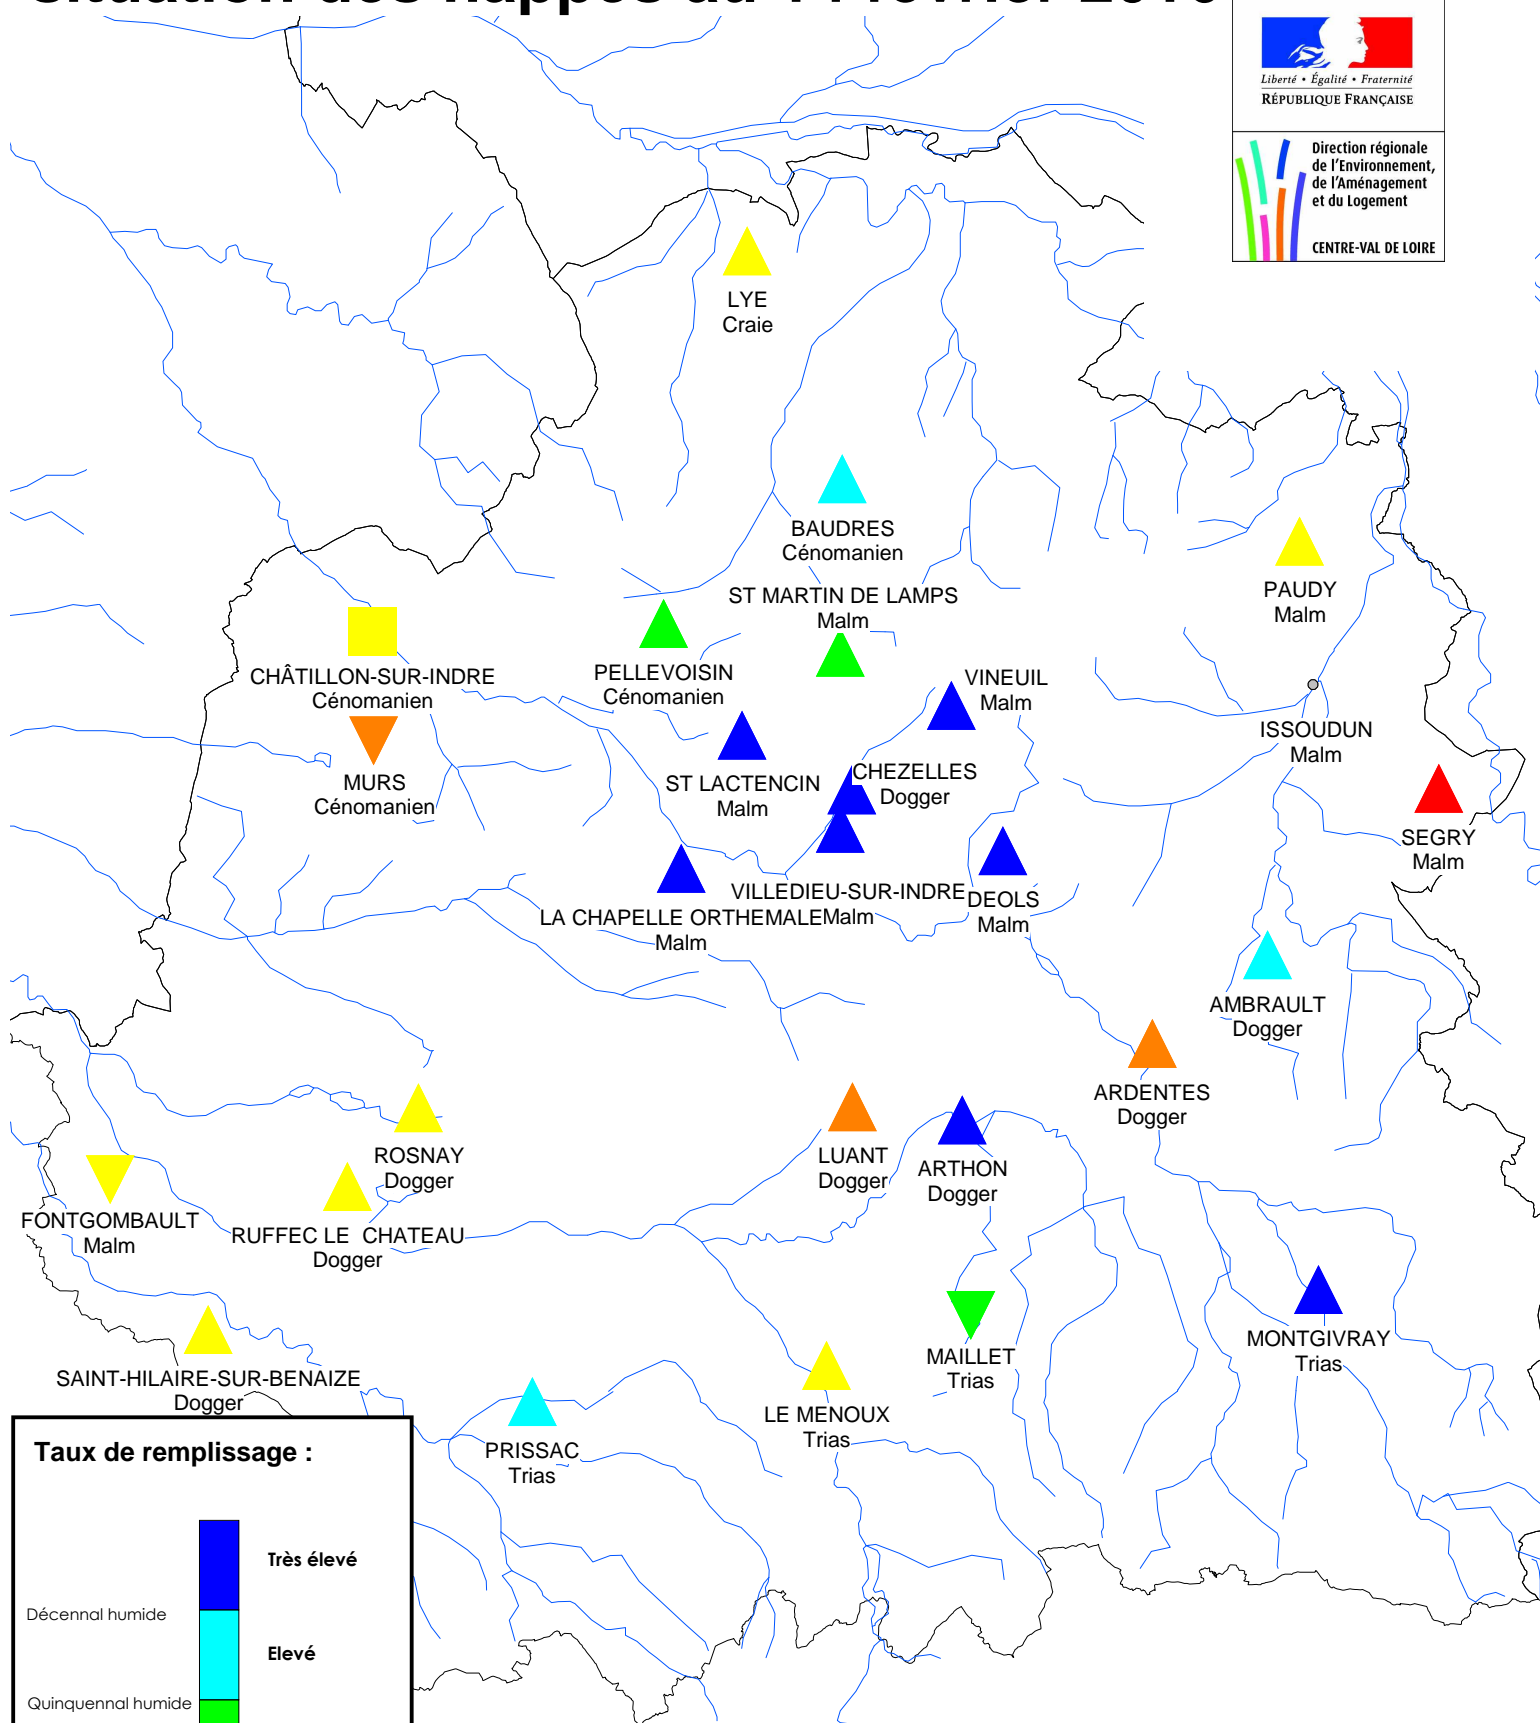 Situation des nappes au
Liberté • Égalité • Fraternité
RÉPUBLIQUE FRANÇAISE
Direction régionale
de l'Environnement,
de l'Aménagement
et du Logement
CENTRE-VAL DE LOIRE
LYE
Craie
BAUDRES
Cénomanien
ST MARTIN DE LAMPS
Malm
PAUDY
Malm
CHÂTILLON-SUR-INDRE
Cénomanien
PELLEVOISIN
Cénomanien
VINEUIL
Malm
ISSOUDUN
Malm
MURS
Cénomanien
ST LACTENCIN
Malm
CHEZELLES
Dogger
SEGRY
Malm
VILLEDIEU-SUR-INDRE
Malm
DEOLS
Malm
LA CHAPELLE ORTHEMALE
Malm
AMBRAULT
Dogger
ARDENTES
Dogger
ROSNAY
Dogger
LUANT
Dogger
ARTHON
Dogger
FONTGOMBAULT
Malm
RUFFEC LE CHATEAU
Dogger
MONTGIVRAY
Trias
MAILLET
Trias
SAINT-HILAIRE-SUR-BENAIZE
Dogger
LE MENOUX
Trias
PRISSAC
Trias
Taux de remplissage :
Très élevé
Décennal humide
Elevé
Quinquennal humide